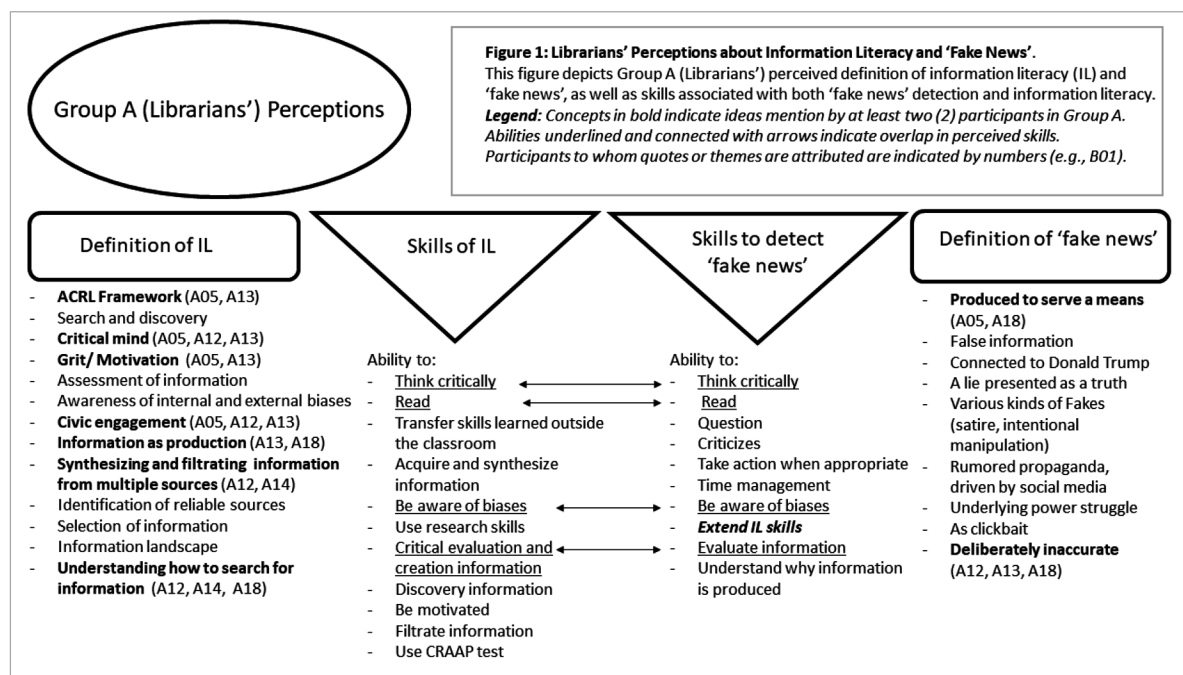 Group A (Librarians’) Perceptions
Figure 1: Librarians’ Perceptions about Information Literacy and ‘Fake News’.
This figure depicts Group A (Librarians’) perceived definition of information literacy (IL) and
‘fake news’, as well as skills associated with both ‘fake news’ detection and information literacy.
Legend: Concepts in bold indicate ideas mention by at least two (2) participants in Group A.
Abilities underlined and connected with arrows indicate overlap in perceived skills.
Participants to whom quotes or themes are attributed are indicated by numbers (e.g., B01).
Definition of IL
- ACRL Framework (A05, A13)
- Search and discovery
- Critical mind (A05, A12, A13)
- Grit/ Motivation (A05, A13)
- Assessment of information
- Awareness of internal and external biases
- Civic engagement (A05, A12, A13)
- Information as production (A13, A18)
- Synthesizing and filtrating information
from multiple sources (A12, A14)
- Identification of reliable sources
- Selection of information
- Information landscape
- Understanding how to search for
information (A12, A14, A18)
Skills of IL
Ability to:
- Think critically
- Read
- Transfer skills learned outside
the classroom
- Acquire and synthesize
information
- Be aware of biases
- Use research skills
- Critical evaluation and
creation information
- Discovery information
- Be motivated
- Filtrate information
- Use CRAAP test
Skills to detect
‘fake news’
Ability to:
- Think critically
- Read
- Question
- Criticizes
- Take action when appropriate
- Time management
- Be aware of biases
- Extend IL skills
- Evaluate information
- Understand why information
is produced
Definition of ‘fake news’
- Produced to serve a means
(A05, A18)
- False information
- Connected to Donald Trump
- A lie presented as a truth
- Various kinds of Fakes
(satire, intentional
manipulation)
- Rumored propaganda,
driven by social media
- Underlying power struggle
- As clickbait
- Deliberately inaccurate
(A12, A13, A18)